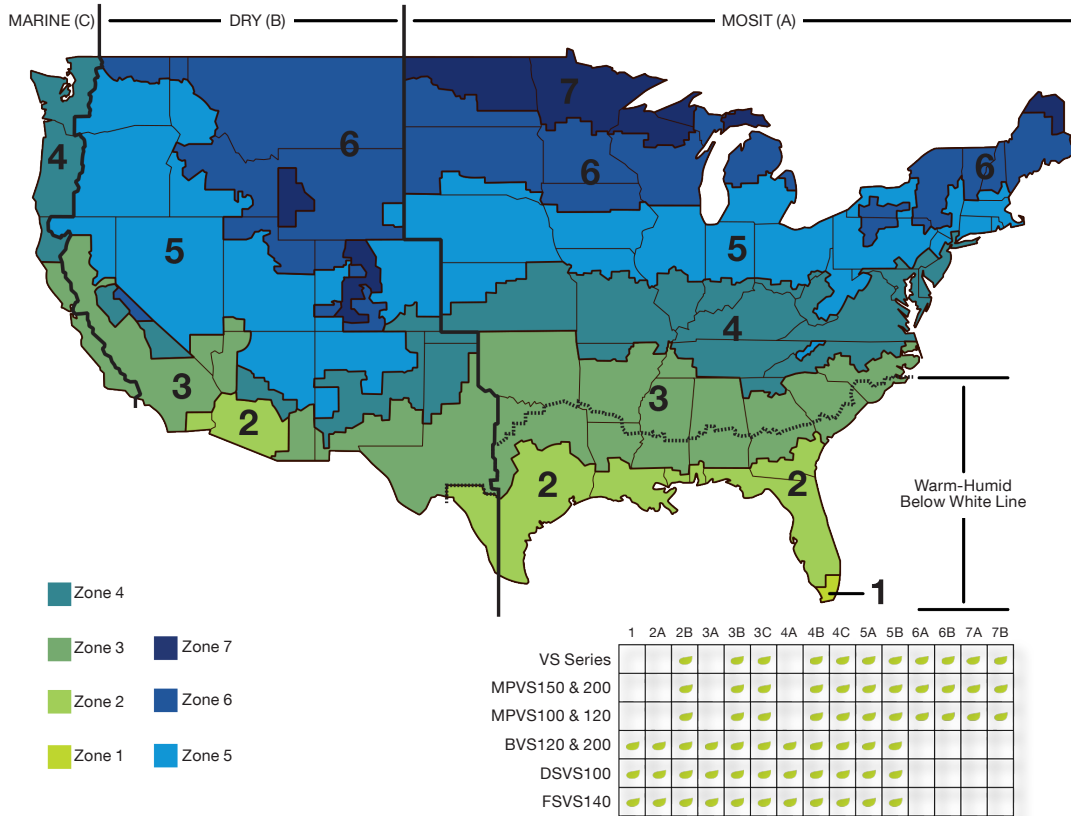 MARINE (C)
DRY (B)
MOSIT (A)
7
6
6
6
4
5
5
4
3
3
2
2
2
1
Warm-Humid
Below White Line
Zone 4
Zone 3
Zone 7
Zone 2
Zone 6
Zone 1
Zone 5
1 2A 2B 3A 3B 3C 4A 4B 4C 5A 5B 6A 6B 7A 7B
VS Series
MPVS150 & 200
MPVS100 & 120
BVS120 & 200
DSVS100
FSVS140